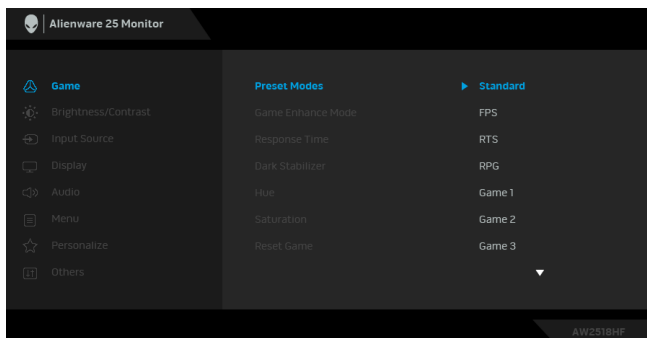 Alienware 25 Monitor
Game Preset Modes Standard
Brightness/Contrast Game Enhance Mode FPS
Input Source Response Time RTS
Display Dark Stabilizer RPG
Audio Hue Game 1
Menu Saturation Game 2
Personalize Reset Game Game 3
Others
AW2518HF